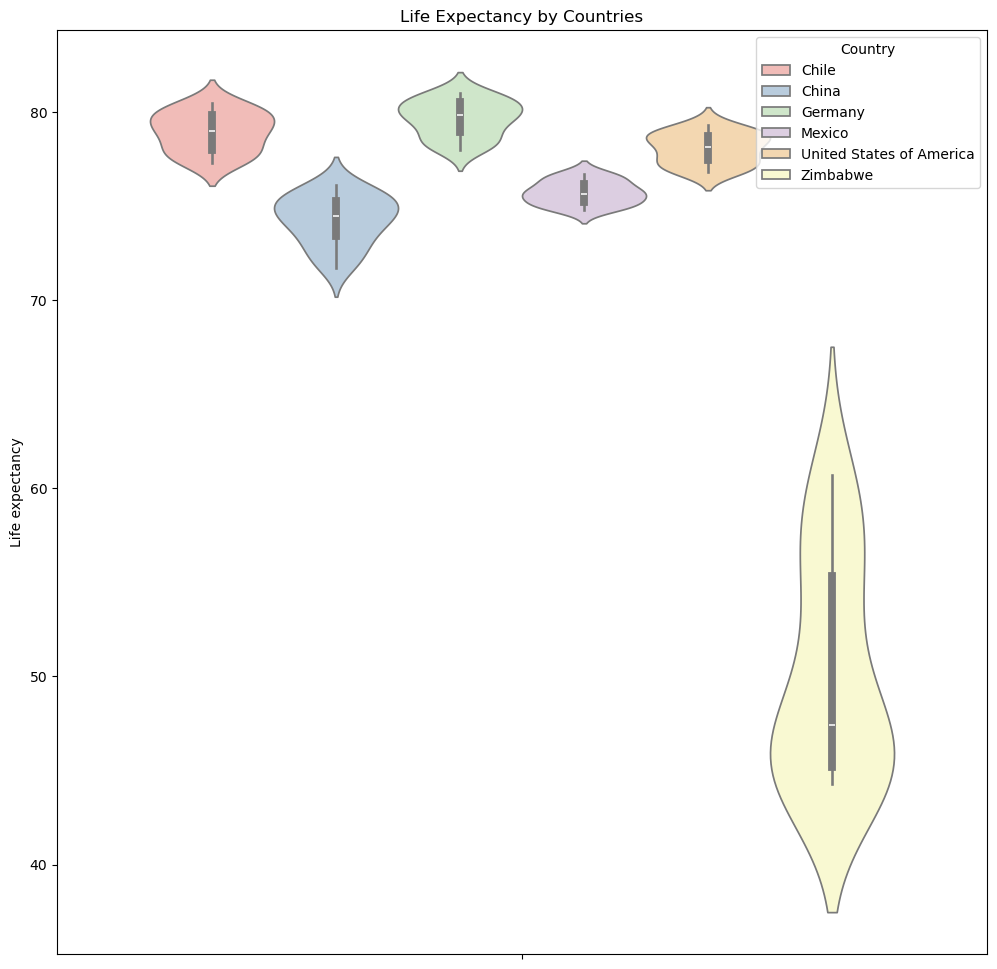 Life Expectancy by Countries
Country
Chile
China
Germany
Mexico
United States of America
Zimbabwe
80
70
60
50
40
Life expectancy